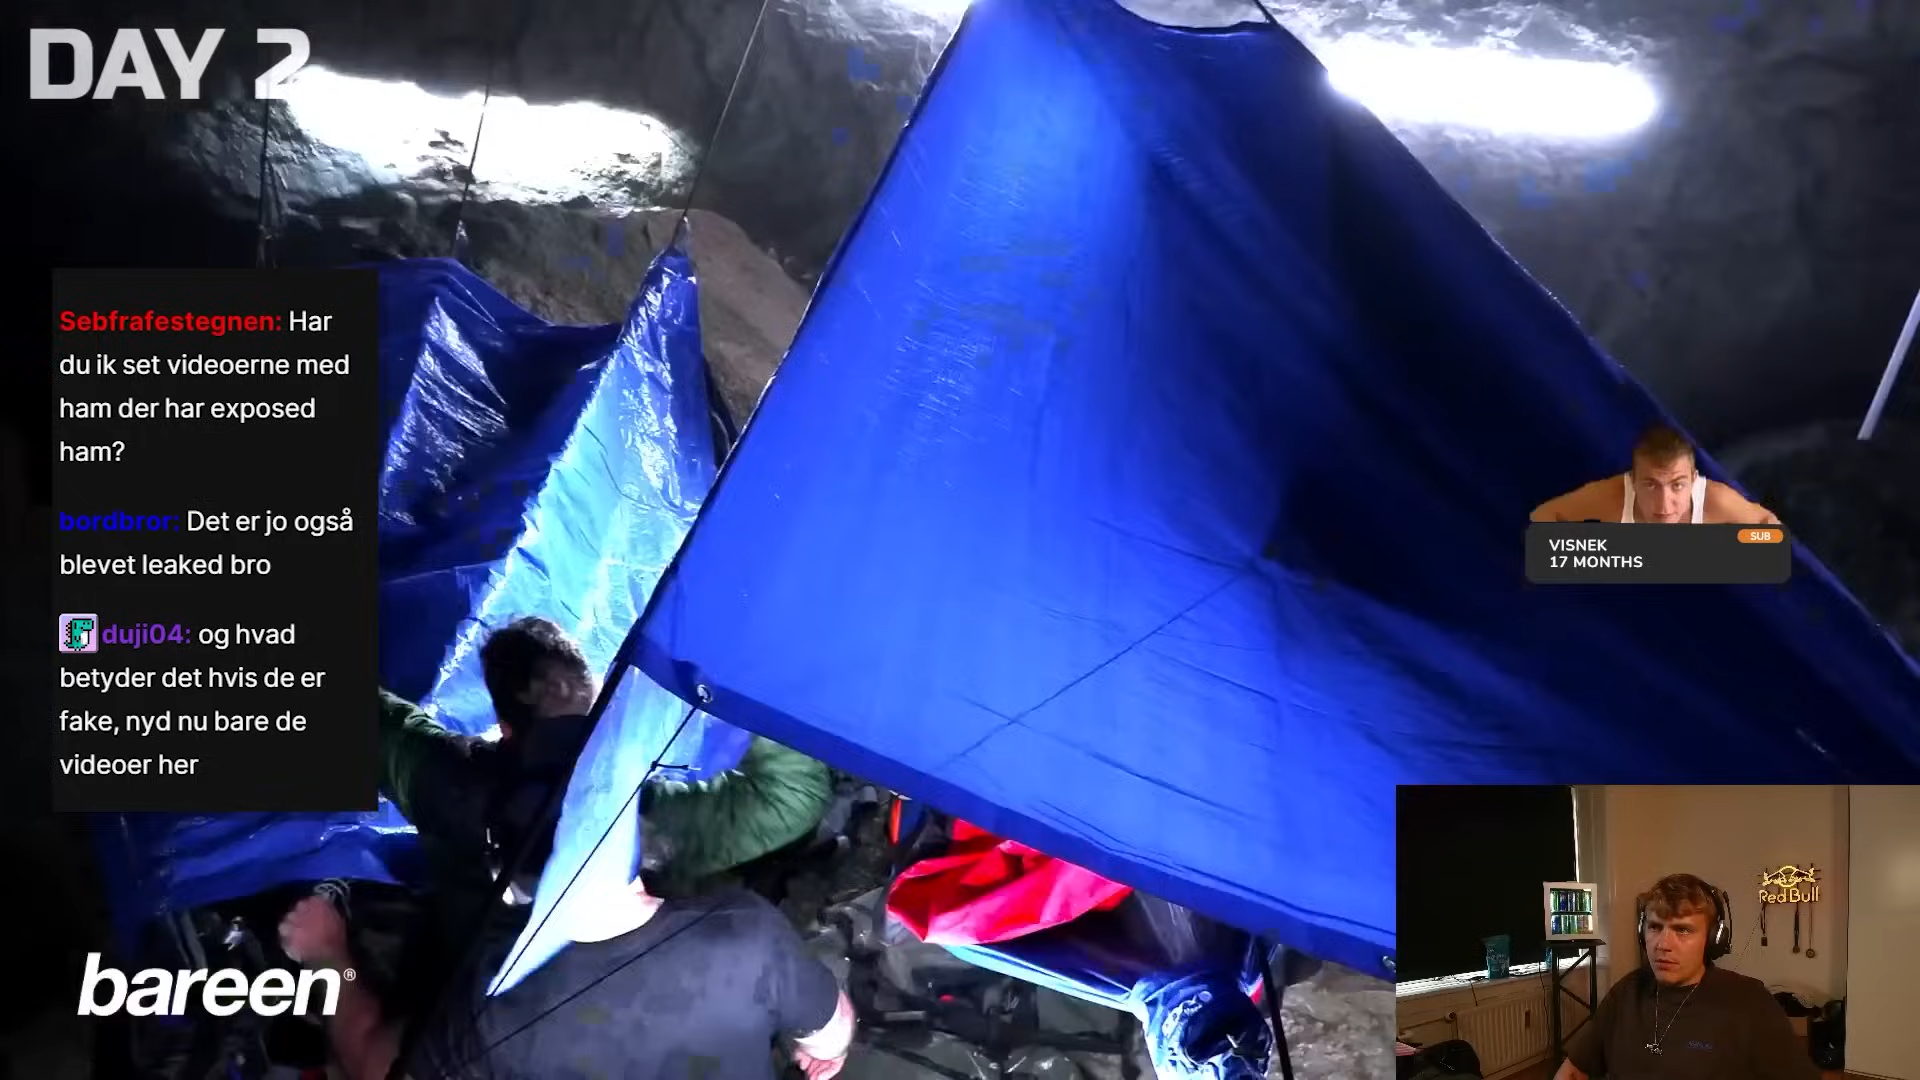 DAY 2
Sebfrafestegnen: Har
du ik set videoerne med
ham der har exposed
ham?
bordbror: Det er jo også
blevet leaked bro
duji04: og hvad
betyder det hvis de er
fake, nyd nu bare de
videoer her
SUB
VISNEK
17 MONTHS
Red Bull
bareen®